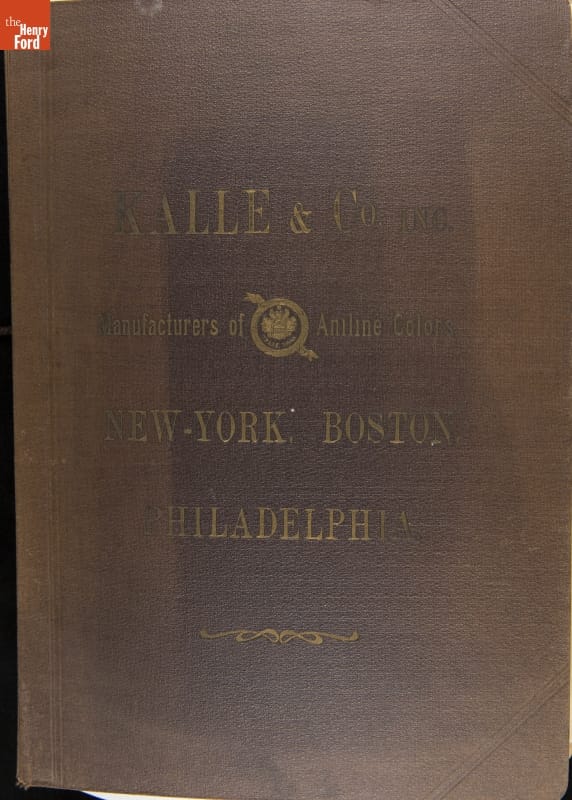 the
Henry
Ford
KALLE & Co. INC.
Manufacturers of Aniline Colors.
NEW-YORK. BOSTON.
PHILADELPHIA.